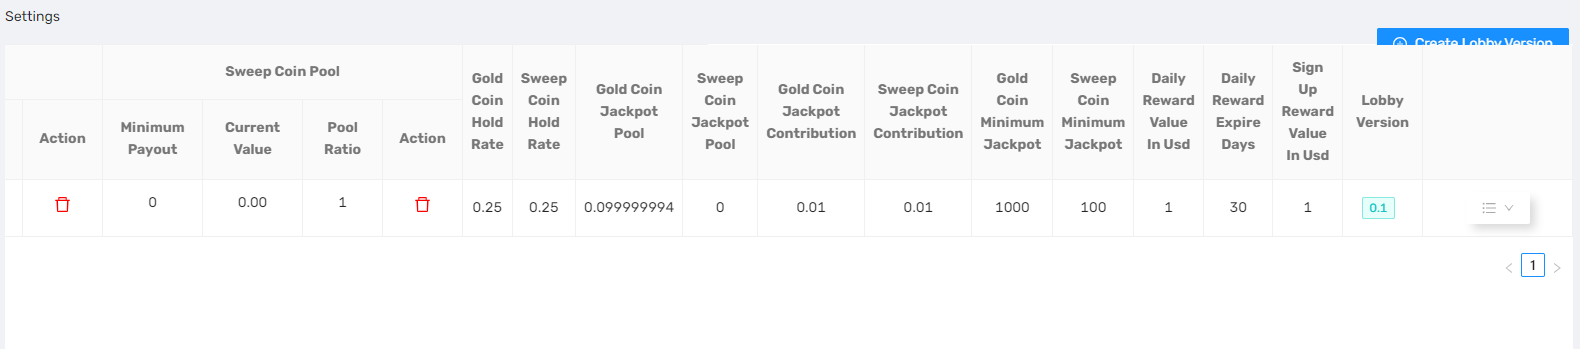 Settings
Create Lobby Version
Sweep Coin Pool
Action
Minimum
Payout
Current
Value
Pool
Ratio
Action
Gold
Coin
Hold
Rate
Sweep
Coin
Hold
Rate
Gold Coin
Jackpot
Pool
Sweep
Coin
Jackpot
Pool
Gold Coin
Jackpot
Contribution
Sweep Coin
Jackpot
Contribution
Gold
Coin
Minimum
Jackpot
Sweep
Coin
Minimum
Jackpot
Daily
Reward
Value
In Usd
Daily
Reward
Expire
Days
Sign
Up
Reward
Value
In Usd
Lobby
Version
0
0.00
1
0.25
0.25
0.099999994
0
0.01
0.01
1000
100
1
30
1
0.1
1